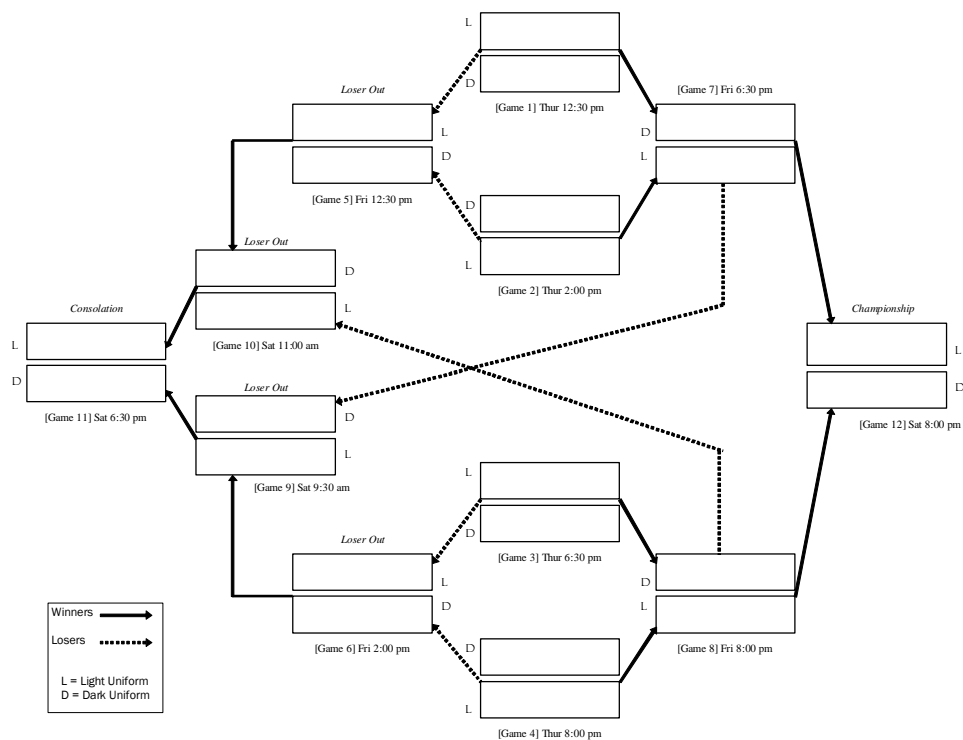 L
D
[Game 1] Thur 12:30 pm
Loser Out
L
D
[Game 5] Fri 12:30 pm
[Game 7] Fri 6:30 pm
D
L
D
L
[Game 2] Thur 2:00 pm
Loser Out
D
L
[Game 10] Sat 11:00 am
Consolation
L
D
[Game 11] Sat 6:30 pm
Championship
L
D
[Game 12] Sat 8:00 pm
Loser Out
D
L
[Game 9] Sat 9:30 am
L
D
[Game 3] Thur 6:30 pm
Loser Out
L
D
[Game 6] Fri 2:00 pm
D
L
[Game 8] Fri 8:00 pm
D
L
[Game 4] Thur 8:00 pm
Winners
Losers
L = Light Uniform
D = Dark Uniform